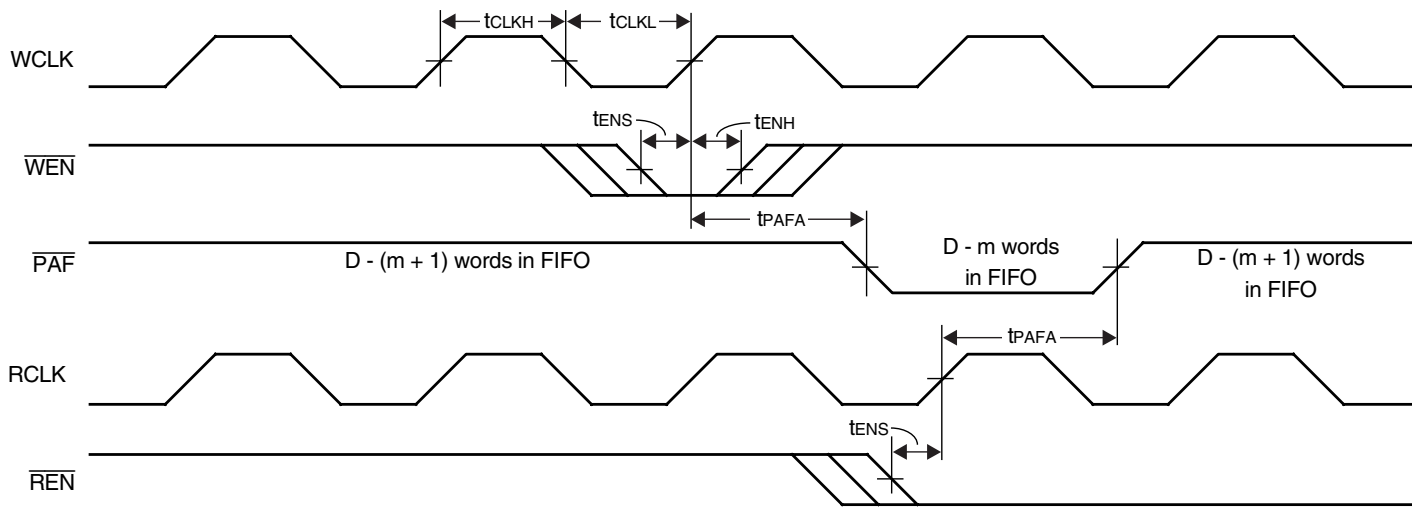 tCLKH
tCLKL
WCLK
tENS
tENH
WEN
tPAFA
PAF
D - (m + 1) words in FIFO
D - m words
in FIFO
D - (m + 1) words
in FIFO
tPAFA
RCLK
tENS
REN